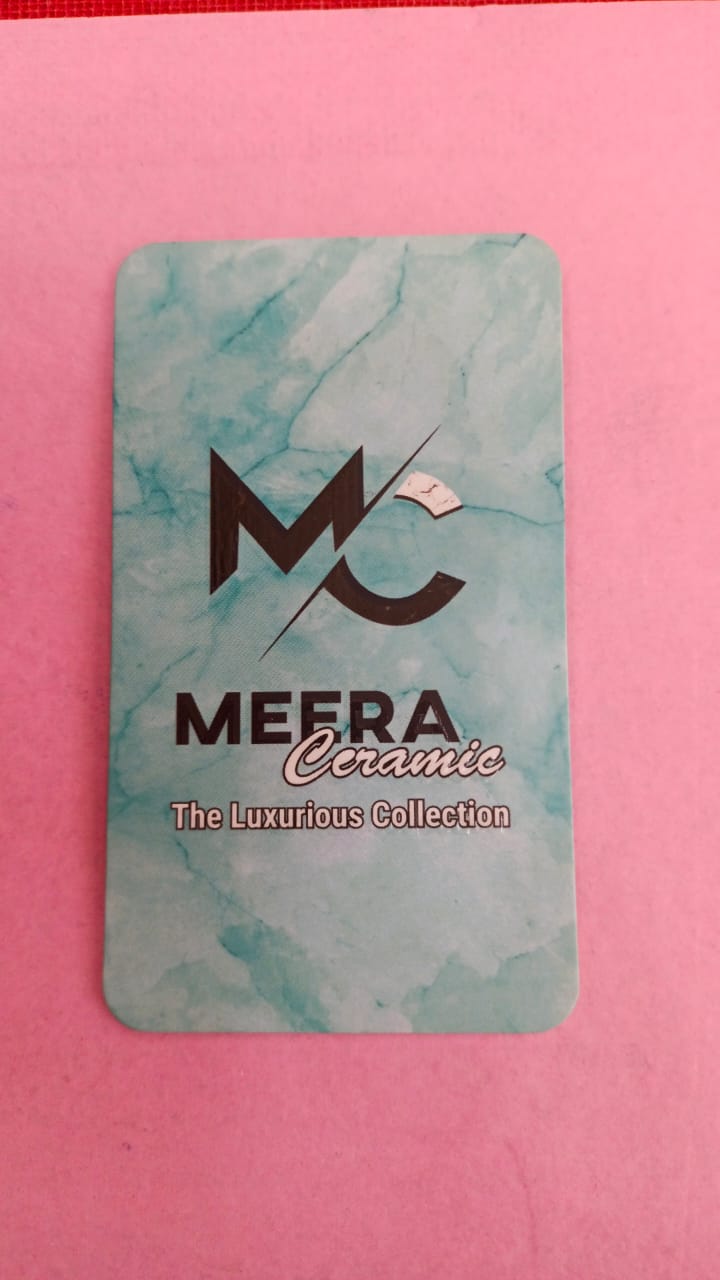 MC
MEERA
Ceramic
The Luxurious Collection